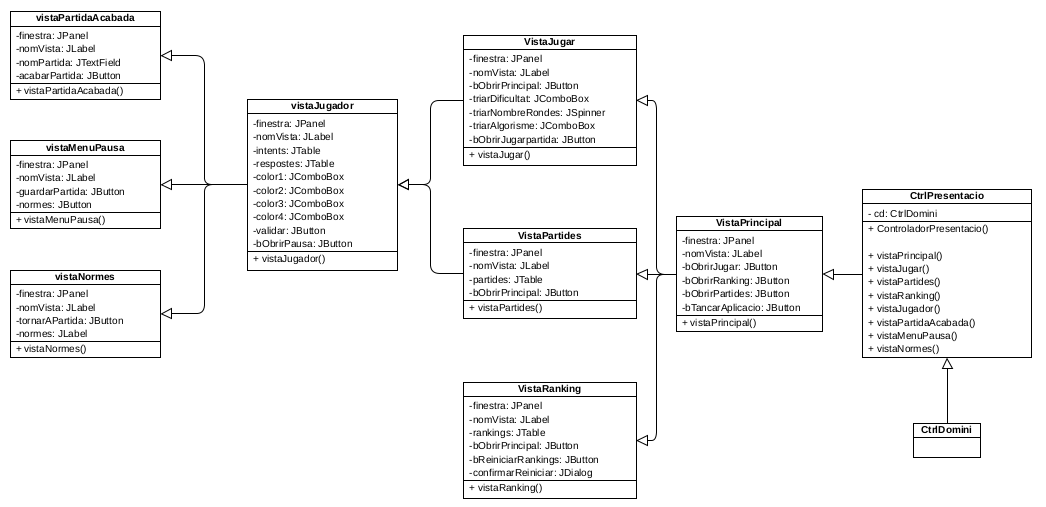 vistaPartidaAcabada
-finestra: JPanel
-nomVista: JLabel
-nomPartida: JTextField
-acabarPartida: JButton
+ vistaPartidaAcabada()
vistaMenuPausa
-finestra: JPanel
-nomVista: JLabel
-guardarPartida: JButton
-normes: JButton
+ vistaMenuPausa()
vistaNormes
-finestra: JPanel
-nomVista: JLabel
-tornarAPartida: JButton
-normes: JLabel
+ vistaNormes()
vistaJugador
-finestra: JPanel
-nomVista: JLabel
-intents: JTable
-respostes: JTable
-color1: JComboBox
-color2: JComboBox
-color3: JComboBox
-color4: JComboBox
-validar: JButton
-bObrirPausa: JButton
+ vistaJugador()
VistaJugar
-finestra: JPanel
-nomVista: JLabel
-bObrirPrincipal: JButton
-triarDificultat: JComboBox
-triarNombreRondes: JSpinner
-triarAlgorisme: JComboBox
-bObrirJugarpartida: JButton
+ vistaJugar()
VistaPartides
-finestra: JPanel
-nomVista: JLabel
-partides: JTable
-bObrirPrincipal: JButton
+ vistaPartides()
VistaRanking
-finestra: JPanel
-nomVista: JLabel
-rankings: JTable
-bObrirPrincipal: JButton
-bReiniciarRankings: JButton
-confirmarReiniciar: JDialog
+ vistaRanking()
VistaPrincipal
-finestra: JPanel
-nomVista: JLabel
-bObrirJugar: JButton
-bObrirRanking: JButton
-bObrirPartides: JButton
-bTancarAplicacio: JButton
+ vistaPrincipal()
CtrlPresentacio
- cd: CtrlDomini
+ ControladorPresentacio()
+ vistaPrincipal()
+ vistaJugar()
+ vistaPartides()
+ vistaRanking()
+ vistaJugador()
+ vistaPartidaAcabada()
+ vistaMenuPausa()
+ vistaNormes()
CtrlDomini